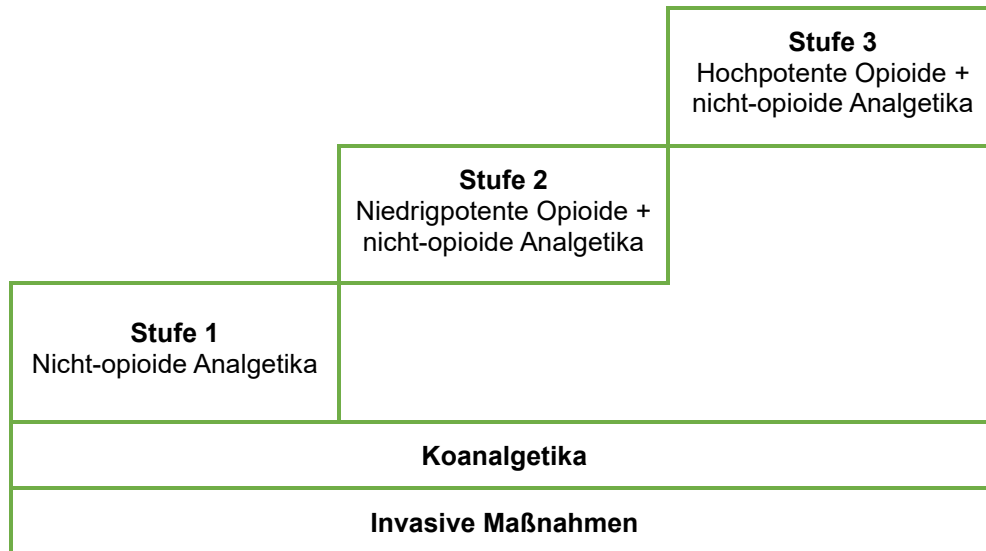 Stufe 3
Hochpotente Opioide +
nicht-opioide Analgetika
Stufe 2
Niedrigpotente Opioide +
nicht-opioide Analgetika
Stufe 1
Nicht-opioide Analgetika
Koanalgetika
Invasive Maßnahmen